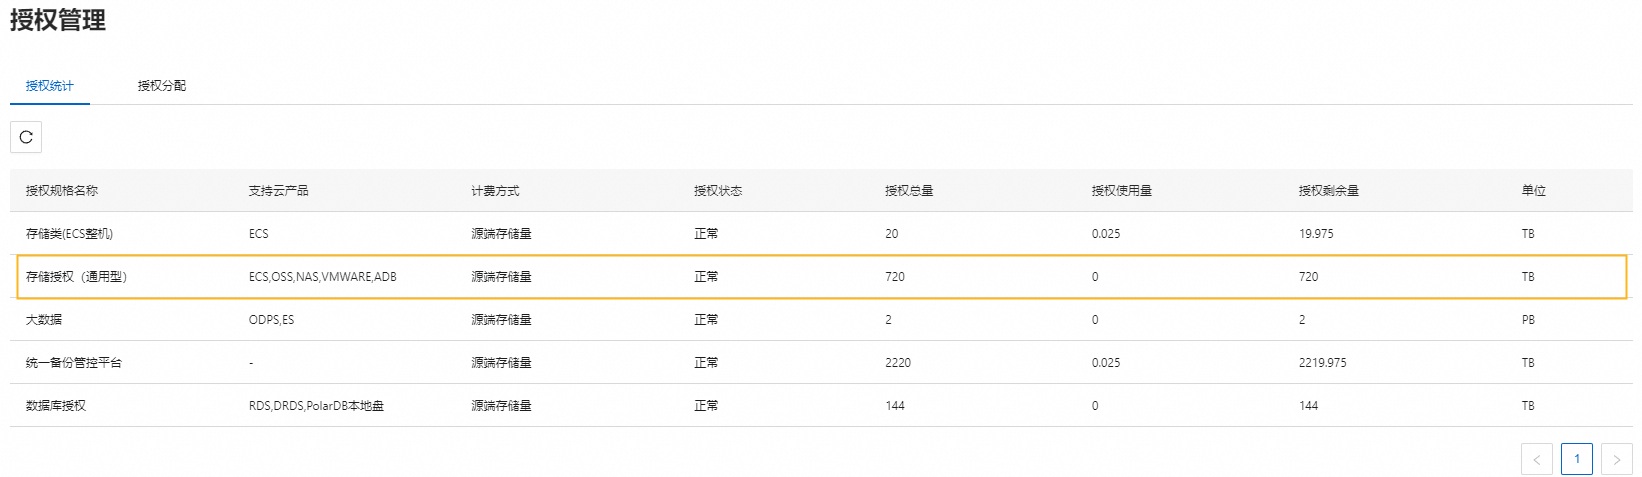 授权管理
授权统计 授权分配
授权规格名称 支持云产品 计费方式 授权状态 授权总量 授权使用量 授权剩余量 单位
存储类(ECS整机) ECS 源端存储量 正常 20 0.025 19.975 TB
存储授权（通用型） ECS,OSS,NAS,VMWARE,ADB 源端存储量 正常 720 0 720 TB
大数据 ODPS,ES 源端存储量 正常 2 0 2 PB
统一备份管控平台 - 源端存储量 正常 2220 0.025 2219.975 TB
数据库授权 RDS,DRDS,PolarDB本地盘 源端存储量 正常 144 0 144 TB
< 1 >